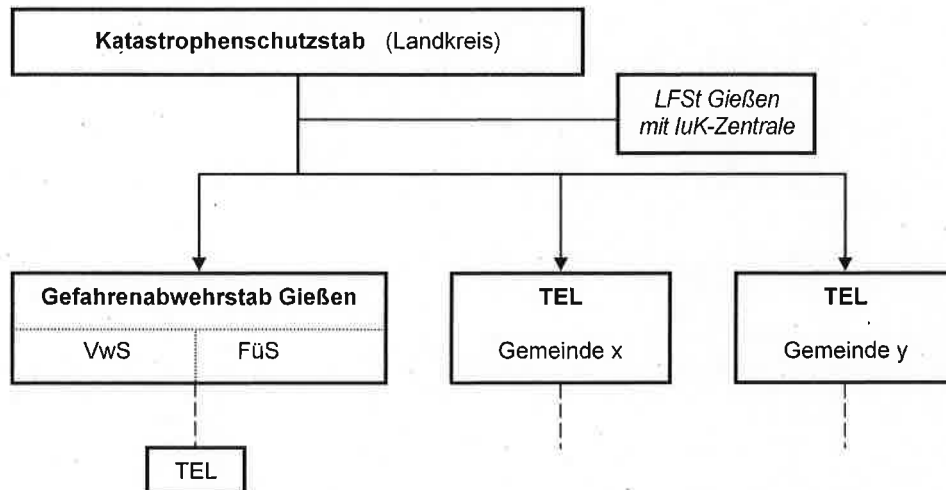 Katastrophenschutzstab (Landkreis)
LFSt Gießen
mit IuK-Zentrale
Gefahrenabwehrstab Gießen
VwS FüS
TEL
Gemeinde x
TEL
Gemeinde y
TEL